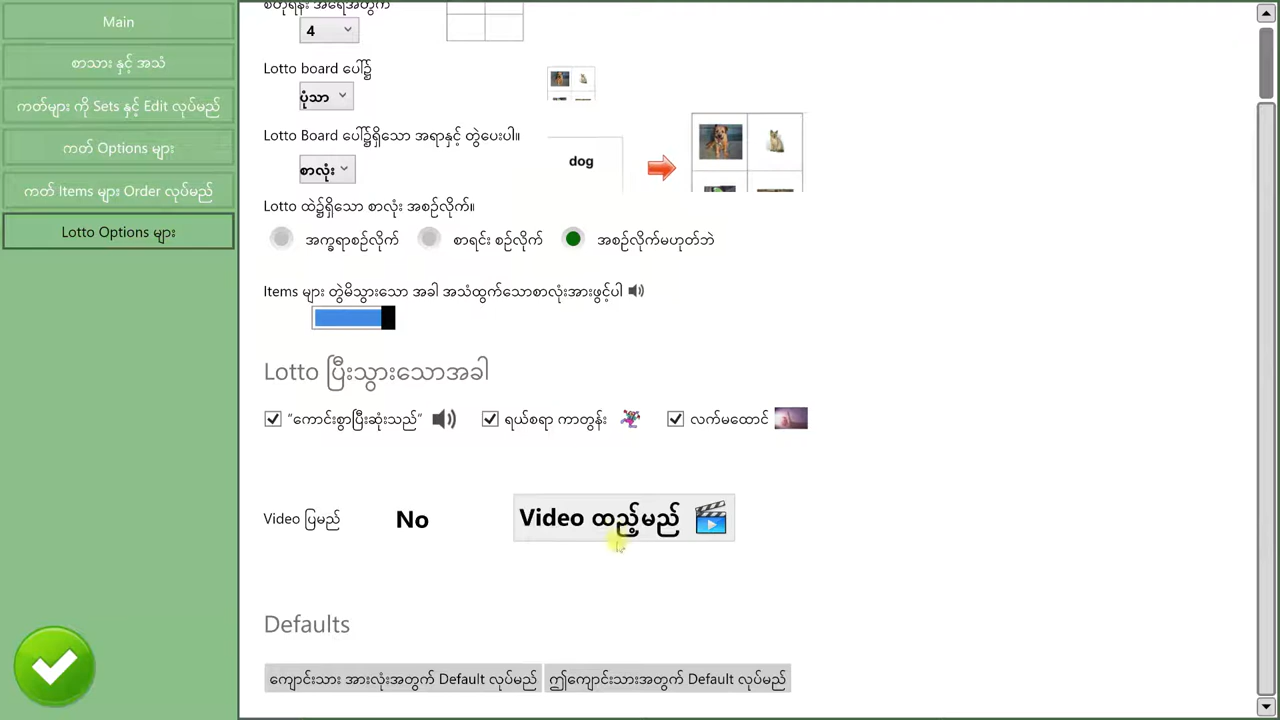 Main
စာသား နှင့် အသံ
ကတ်များ ကို Sets နှင့် Edit လုပ်မည်
ကတ် Options များ
ကတ် Items များ Order လုပ်မည်
Lotto Options များ
4
Lotto board ပေါ်၌
ပုံသာ
Lotto Board ပေါ်၌ရှိသော အရာနှင့် တွဲပေးပါ။
စာလုံး
dog
Lotto ထဲ၌ရှိသော စာလုံး အစဉ်လိုက်။
အက္ခရာစဉ်လိုက်
စာရင်း စဉ်လိုက်
အစဉ်လိုက်မဟုတ်ဘဲ
Items များ တွဲမိသွားသော အခါ အသံထွက်သောစာလုံးအားဖွင့်ပါ
Lotto ပြီးသွားသောအခါ
“ကောင်းစွာပြီးဆုံးသည်”
ရယ်စရာ ကာတွန်း
လက်မထောင်
Video ပြမည်
No
Video ထည့်မည်
Defaults
ကျောင်းသား အားလုံးအတွက် Default လုပ်မည်
ဤကျောင်းသားအတွက် Default လုပ်မည်